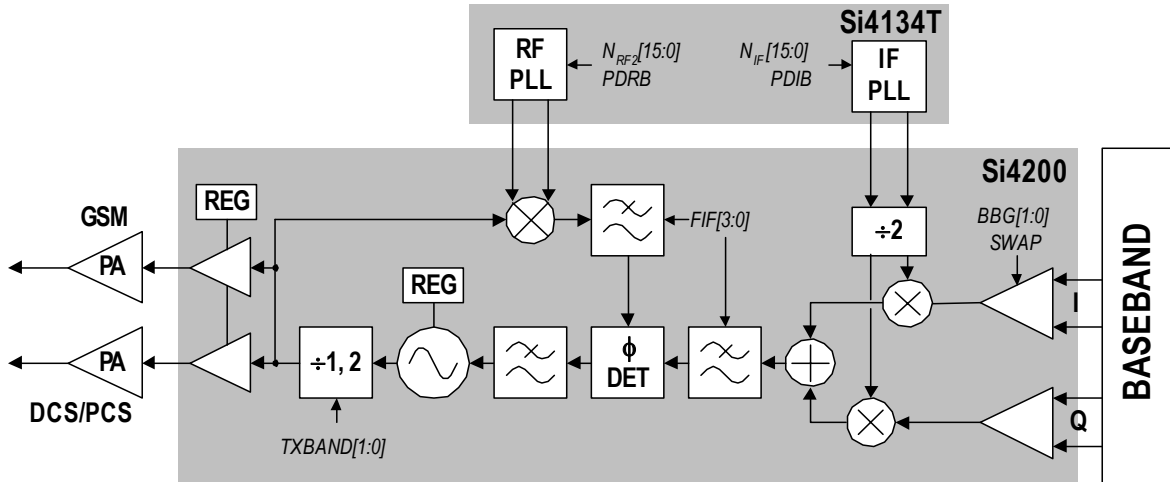 Si4134T
RF
PLL
N_RF2[15:0]
PDRB
N_IF[15:0]
PDIB
IF
PLL
Si4200
REG
GSM
PA
FIF[3:0]
÷2
BBG[1:0]
SWAP
BASEBAND
I
REG
PA
÷1, 2
ϕ
DET
DCS/PCS
Q
TXBAND[1:0]